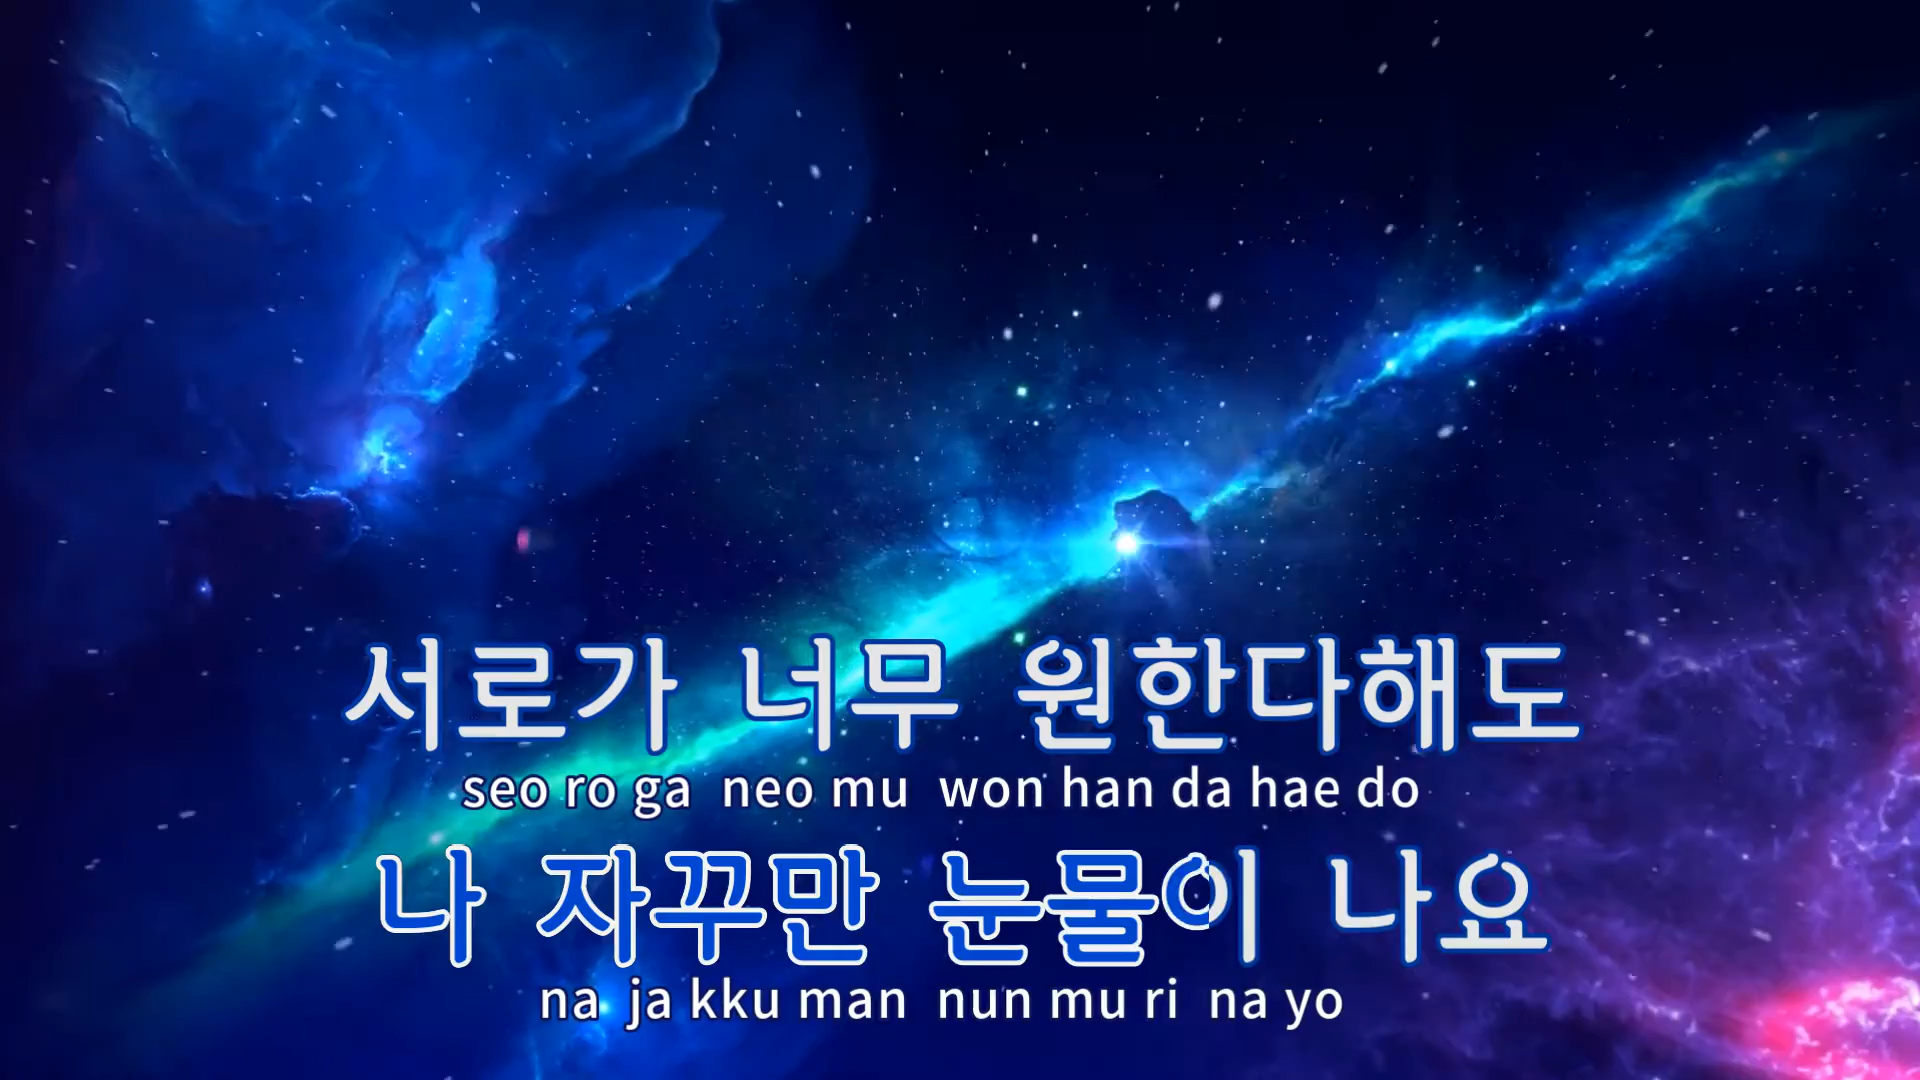 서로가 너무 원한다해도
seo ro ga neo mu won han da hae do
나 자꾸만 눈물이 나요
na ja kku man nun mu ri na yo